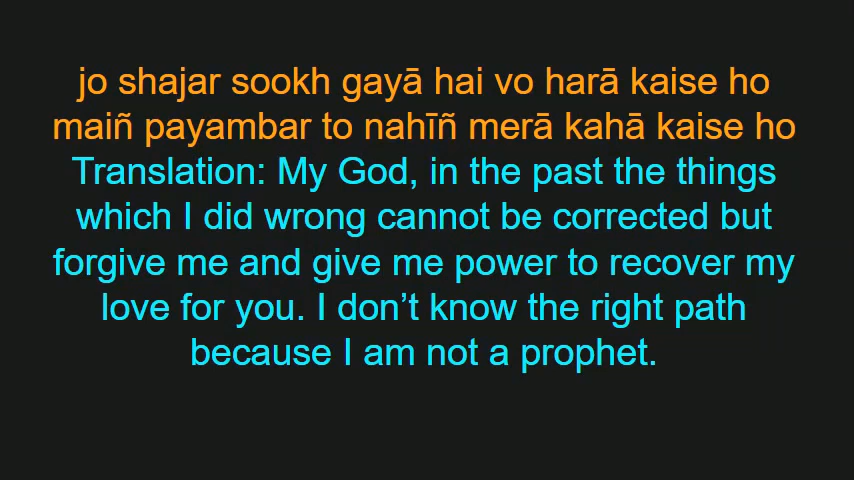 jo shajar sookh gayā hai vo harā kaise ho
maiñ payambar to nahīñ merā kahā kaise ho
Translation: My God, in the past the things
which I did wrong cannot be corrected but
forgive me and give me power to recover my
love for you. I don’t know the right path
because I am not a prophet.